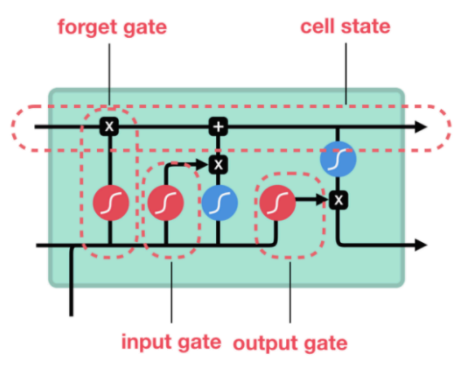 forget gate
cell state
X
+
X
X
input gate
output gate